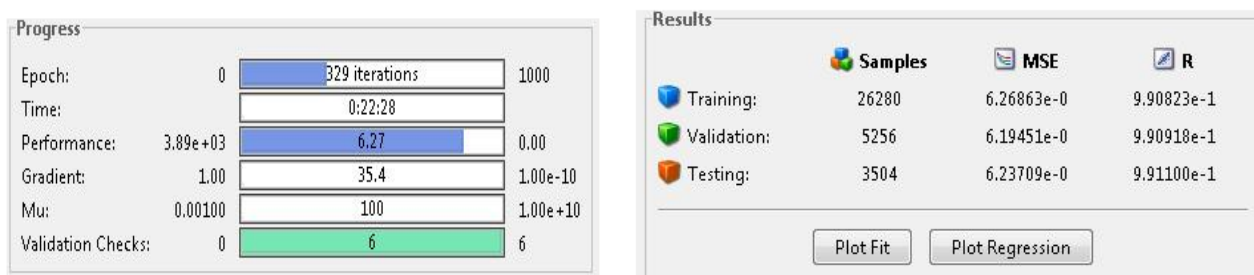 Progress
Epoch: 0 329 iterations 1000
Time: 0:22:28
Performance: 3.89e+03 6.27 0.00
Gradient: 1.00 35.4 1.00e-10
Mu: 0.00100 100 1.00e+10
Validation Checks: 0 6 6
Results
Samples MSE R
Training: 26280 6.26863e-0 9.90823e-1
Validation: 5256 6.19451e-0 9.90918e-1
Testing: 3504 6.23709e-0 9.91100e-1
Plot Fit Plot Regression